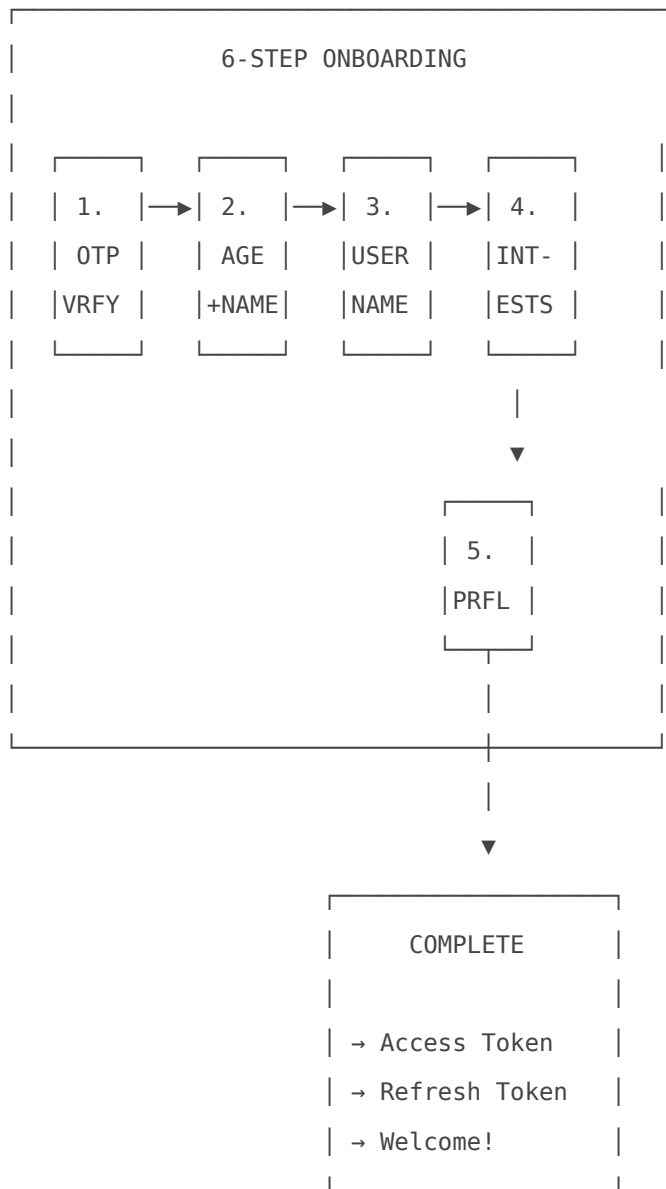 6-STEP ONBOARDING
1. 2. 3. 4.
OTP AGE USER INT-
VRFY +NAME NAME ESTS
5.
PRFL
COMPLETE
→ Access Token
→ Refresh Token
→ Welcome!